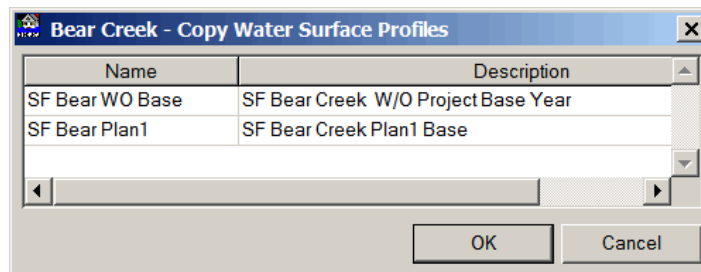 Bear Creek - Copy Water Surface Profiles
Name Description
SF Bear WO Base SF Bear Creek W/O Project Base Year
SF Bear Plan1 SF Bear Creek Plan1 Base
OK Cancel